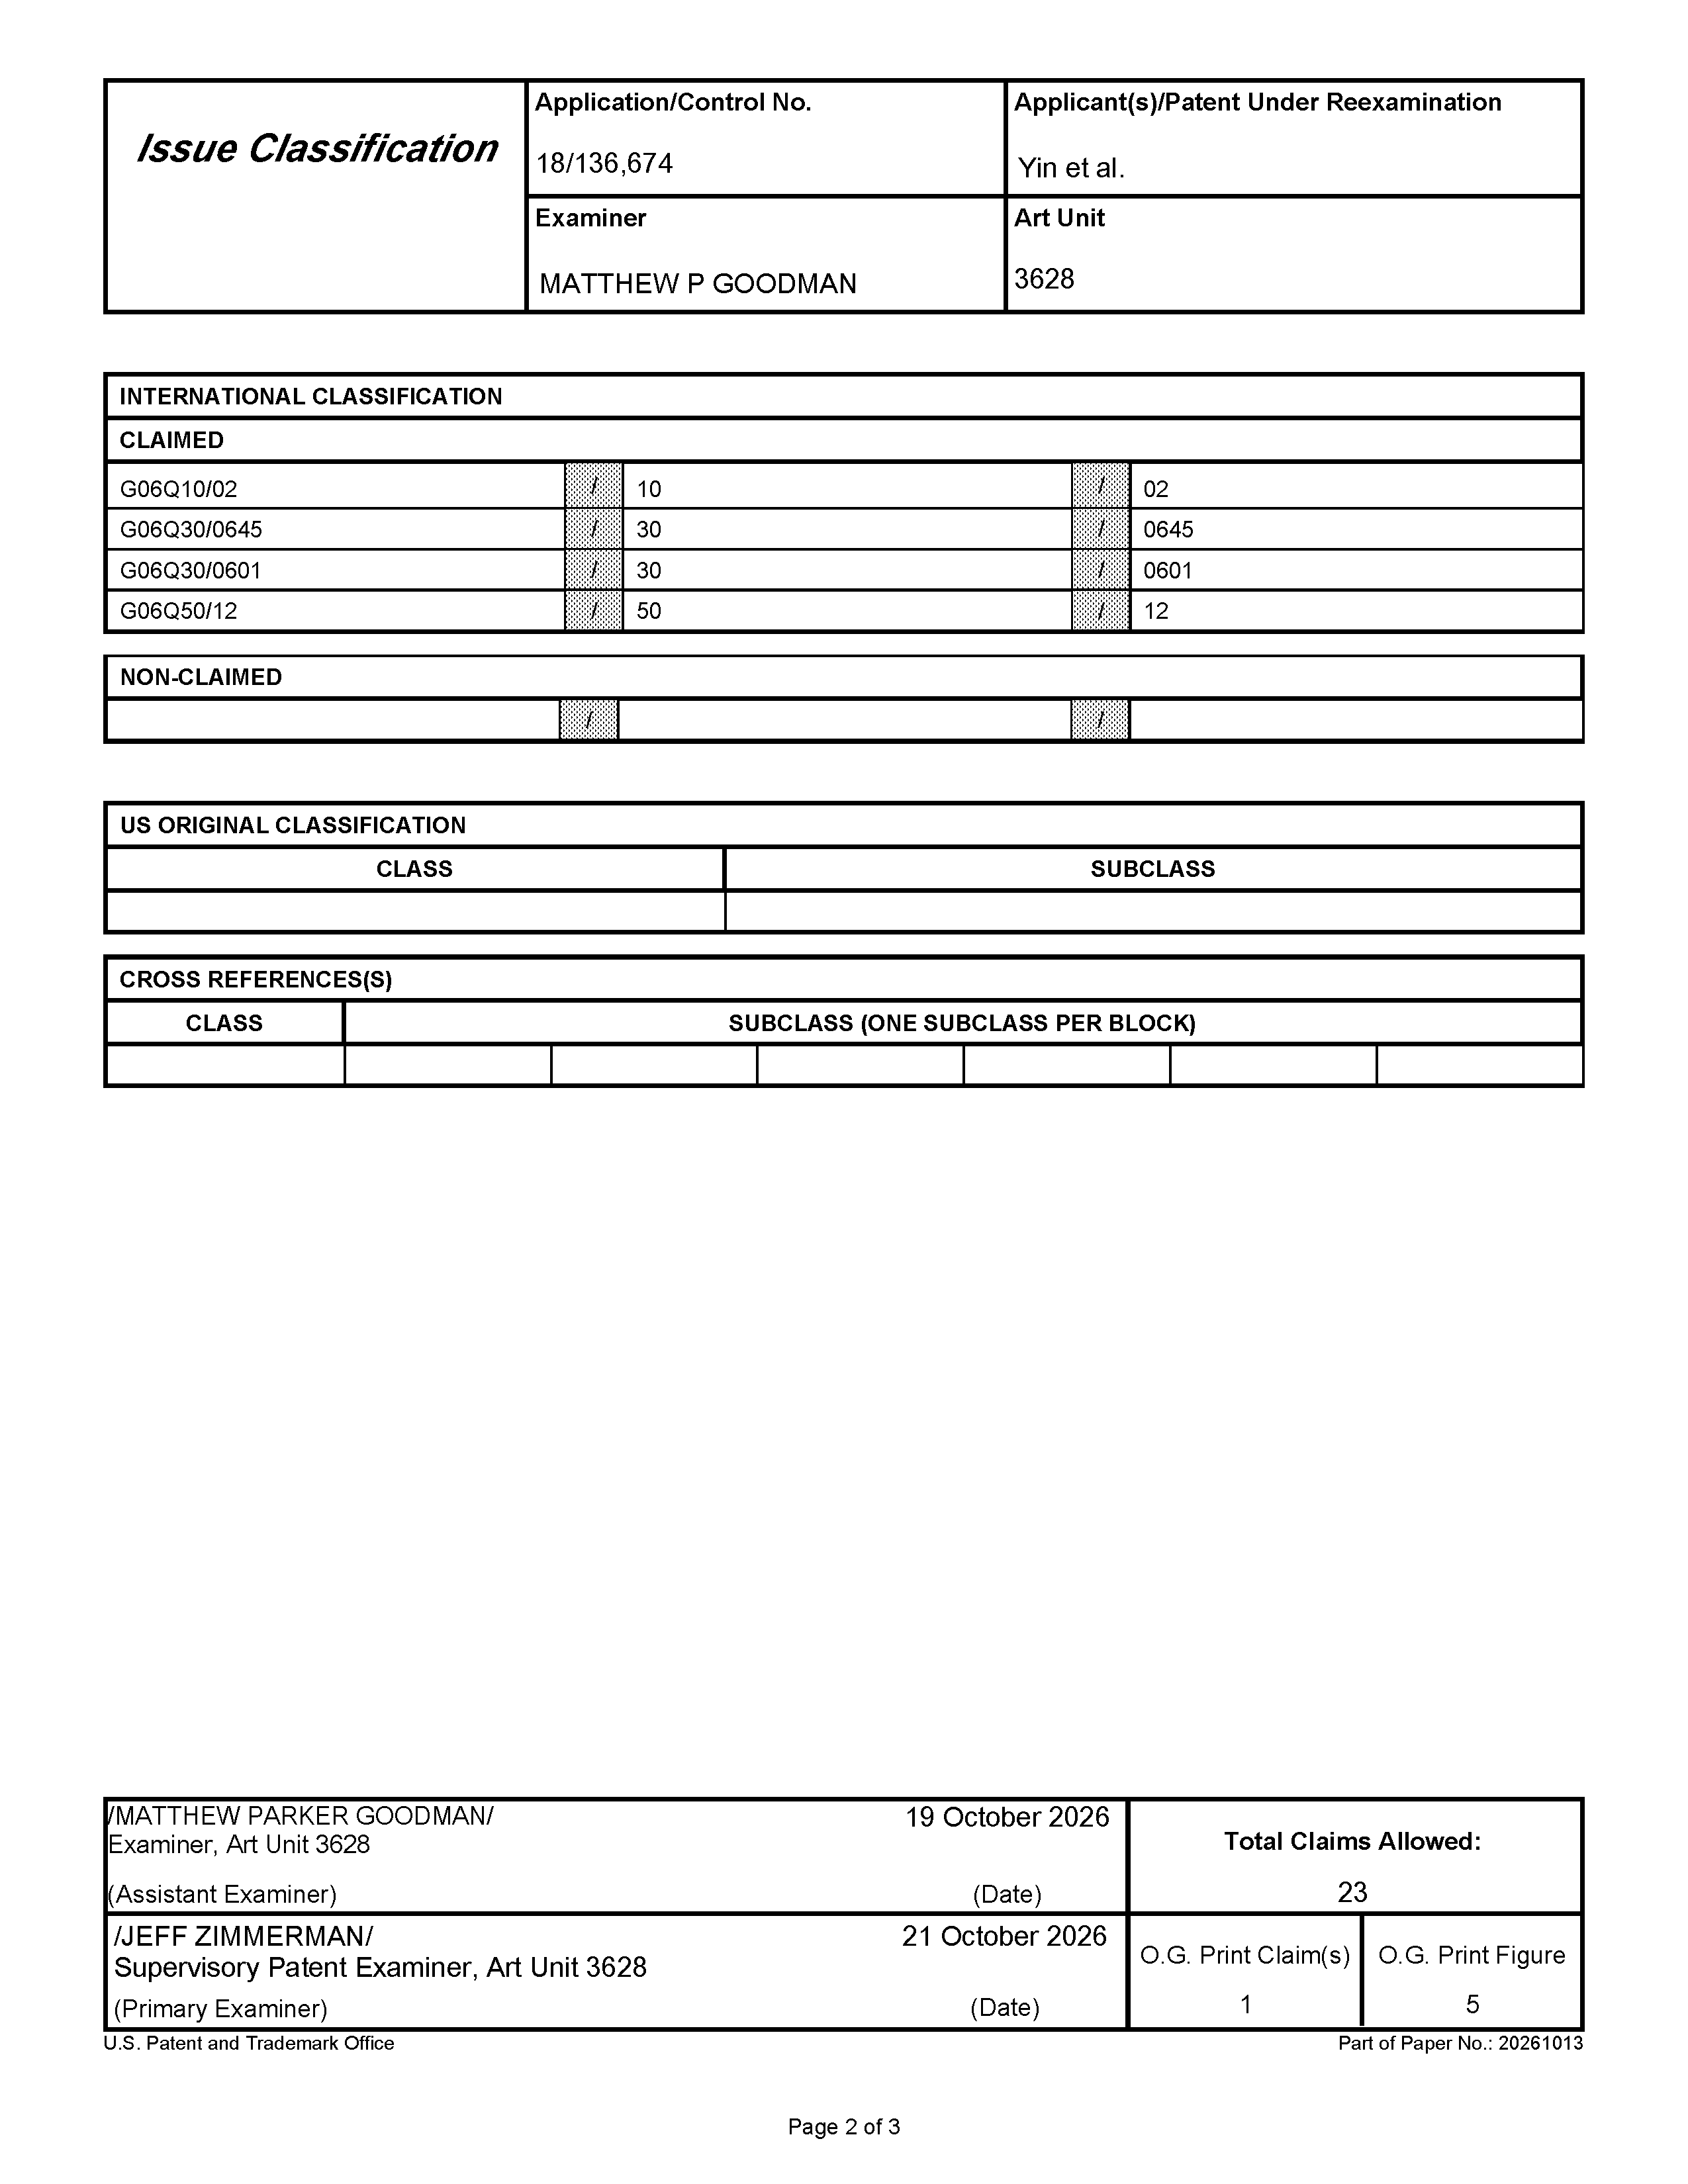 Issue Classification
Application/Control No.
18/136,674
Applicant(s)/Patent Under Reexamination
Yin et al.
Examiner
MATTHEW P GOODMAN
Art Unit
3628
INTERNATIONAL CLASSIFICATION
CLAIMED
G06Q10/02 / 10 / 02
G06Q30/0645 / 30 / 0645
G06Q30/0601 / 30 / 0601
G06Q50/12 / 50 / 12
NON-CLAIMED
/ /
US ORIGINAL CLASSIFICATION
CLASS SUBCLASS
CROSS REFERENCES(S)
CLASS SUBCLASS (ONE SUBCLASS PER BLOCK)
/MATTHEW PARKER GOODMAN/ 19 October 2026
Examiner, Art Unit 3628
(Assistant Examiner) (Date)
Total Claims Allowed:
23
/JEFF ZIMMERMAN/ 21 October 2026
Supervisory Patent Examiner, Art Unit 3628
(Primary Examiner) (Date)
O.G. Print Claim(s) O.G. Print Figure
1 5
U.S. Patent and Trademark Office Part of Paper No.: 20261013
Page 2 of 3